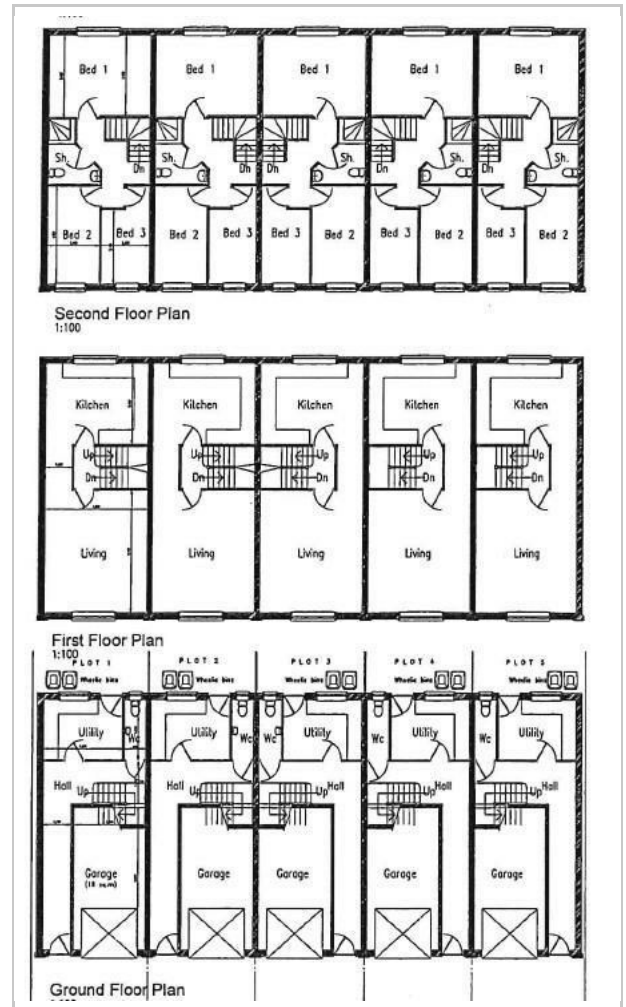 Bed 1 Bed 1 Bed 1 Bed 1 Bed 1
Sh. Dn Sh. Dn Dn Sh. Dn Sh. Dn Sh.
Bed 2 Bed 3 Bed 2 Bed 3 Bed 3 Bed 2 Bed 3 Bed 2 Bed 3 Bed 2
Second Floor Plan
1:100
Kitchen Kitchen Kitchen Kitchen Kitchen
Up Up Up Up Up
Dn Dn Dn Dn Dn
Living Living Living Living Living
First Floor Plan
1:100
PLOT 1 PLOT 2 PLOT 3 PLOT 4 PLOT 5
Wheelie bins Wheelie bins Wheelie bins Wheelie bins Wheelie bins
Utility Wc Utility Wc Wc Utility Wc Utility Wc Utility
Hall Up Hall Up Up Hall Up Hall Up Hall
Garage Garage Garage Garage Garage
(18 sq.m)
Ground Floor Plan